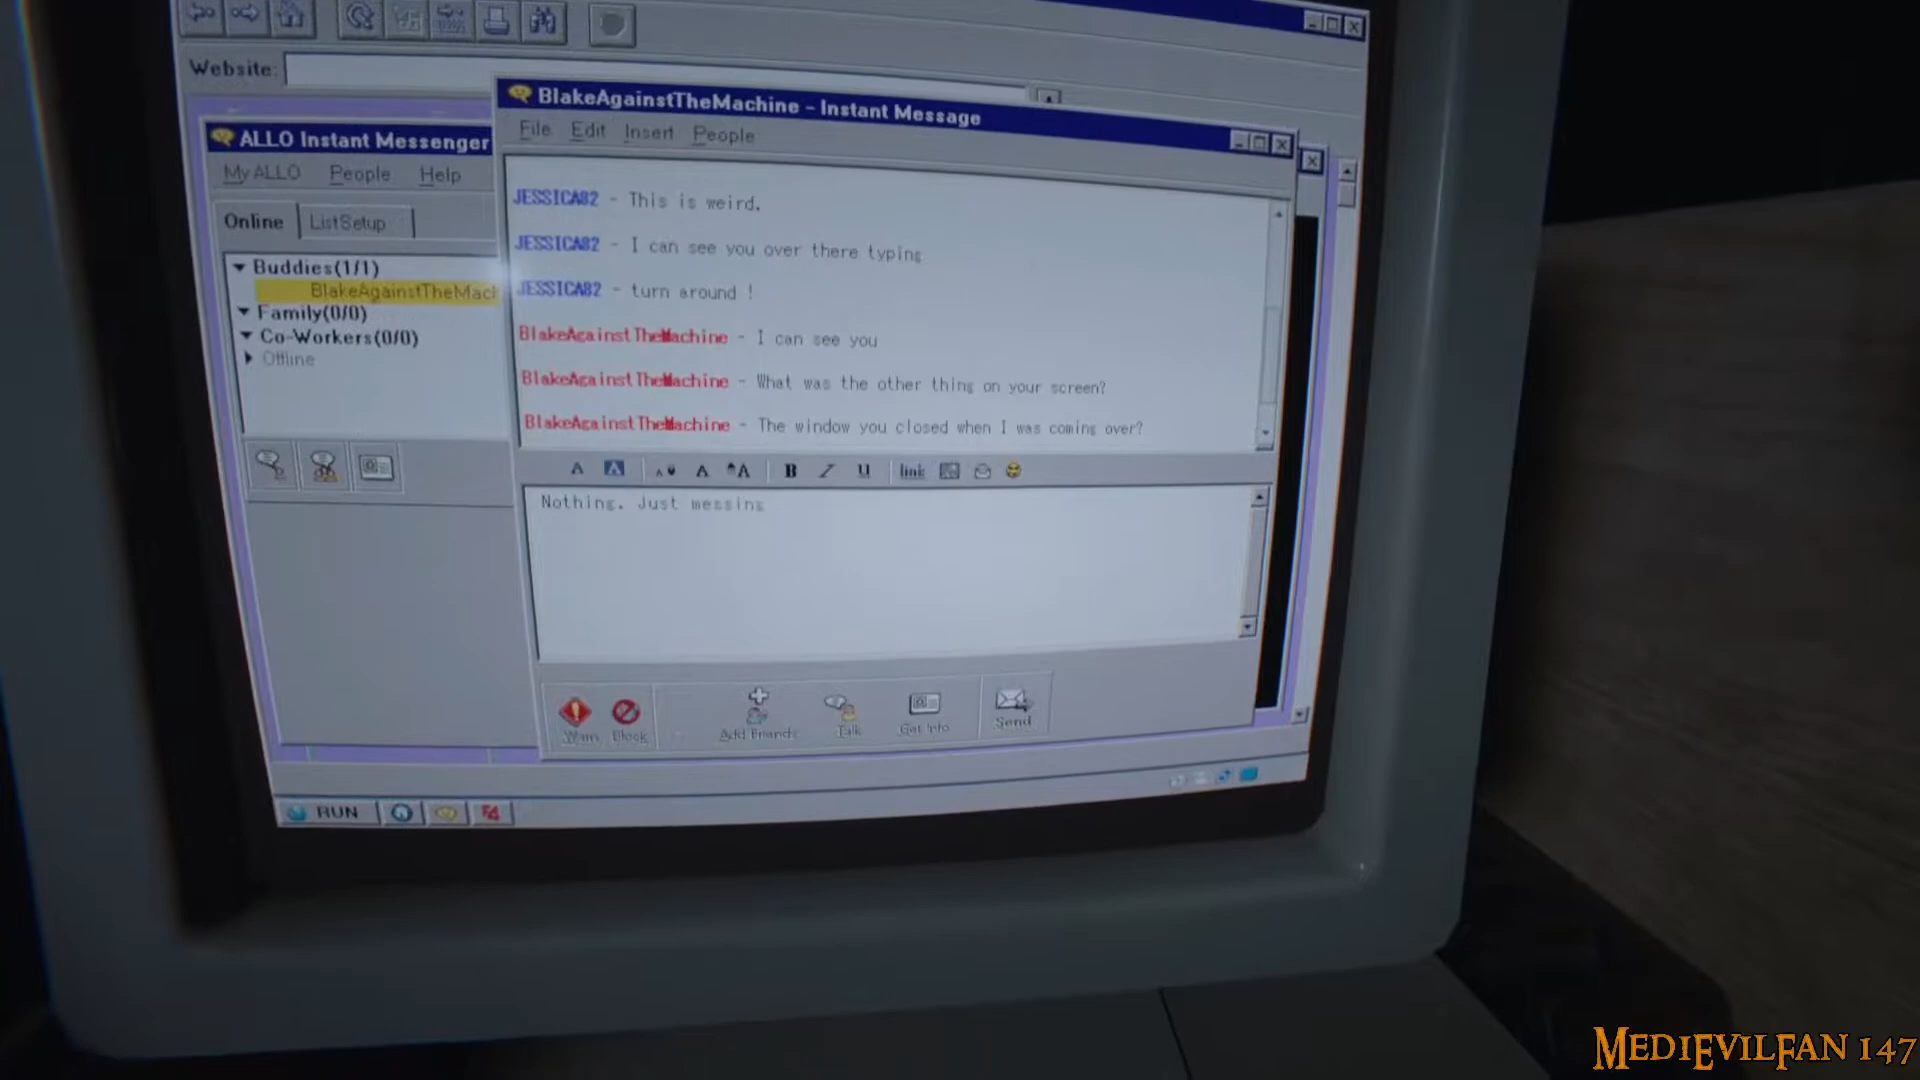 Website:
BlakeAgainstTheMachine - Instant Message
File Edit Insert People
ALLO Instant Messenger
My ALLO People Help
Online List Setup
Buddies(1/1)
BlakeAgainstTheMach
Family(0/0)
Co-Workers(0/0)
Offline
JESSICA82 - This is weird.
JESSICA82 - I can see you over there typing
JESSICA82 - turn around !
BlakeAgainstTheMachine - I can see you
BlakeAgainstTheMachine - What was the other thing on your screen?
BlakeAgainstTheMachine - The window you closed when I was coming over?
A A A A A B I U link
Nothing. Just messing
Warn Block Add Friends Talk Get Info Send
RUN
MediEvilFan 147